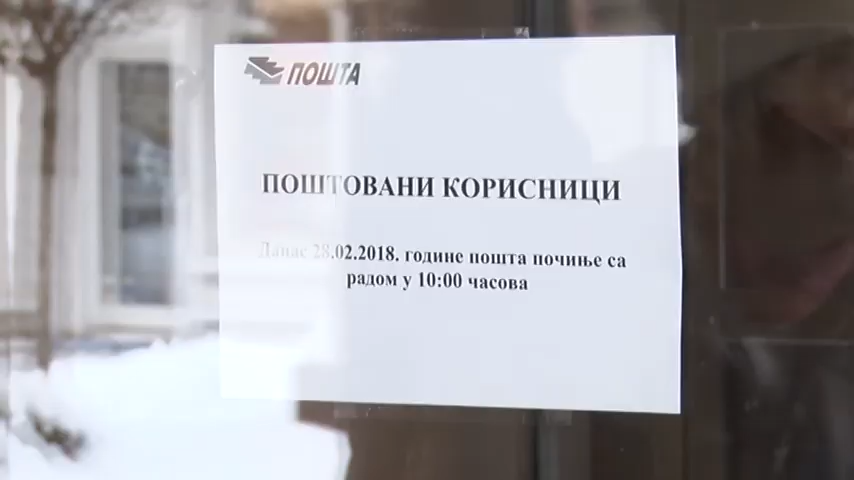 ПОШТА
ПОШТОВАНИ КОРИСНИЦИ
Данас 28.02.2018. године пошта почиње са
радом у 10:00 часова